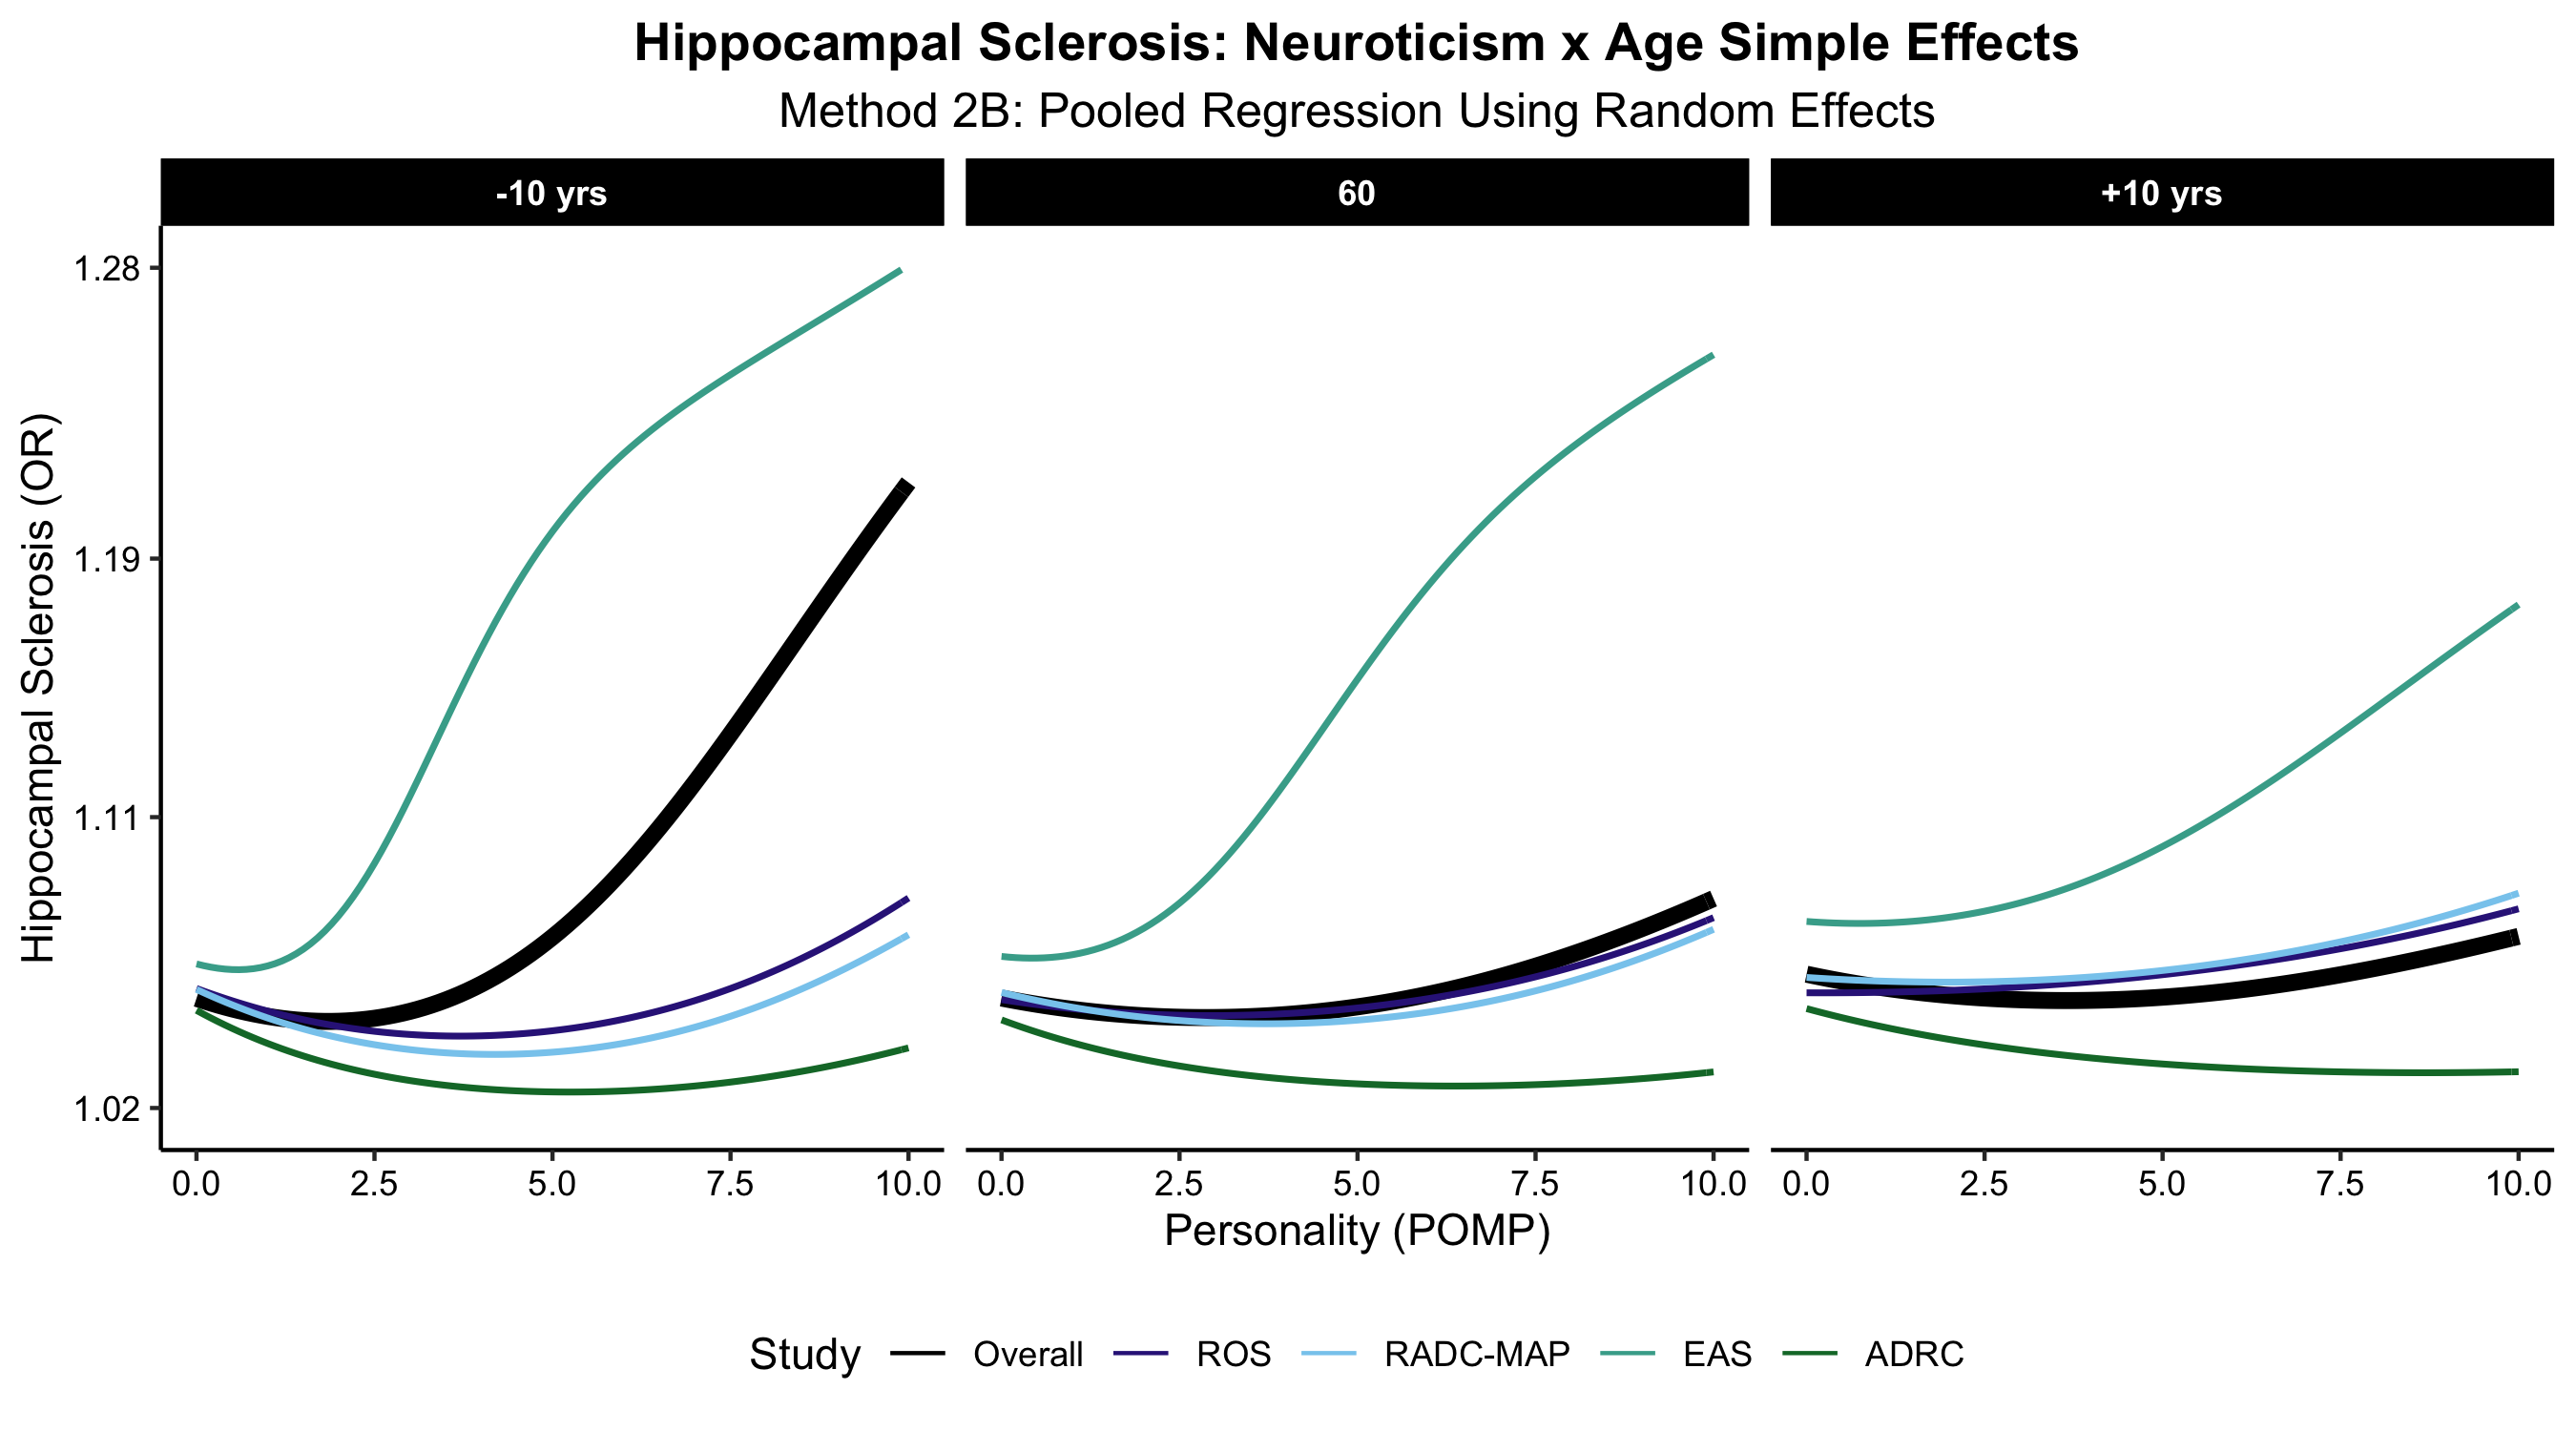 Hippocampal Sclerosis: Neuroticism x Age Simple Effects
Method 2B: Pooled Regression Using Random Effects
-10 yrs 60 +10 yrs
Hippocampal Sclerosis (OR)
1.28
1.19
1.11
1.02
0.0 2.5 5.0 7.5 10.0 0.0 2.5 5.0 7.5 10.0 0.0 2.5 5.0 7.5 10.0
Personality (POMP)
Study Overall ROS RADC-MAP EAS ADRC